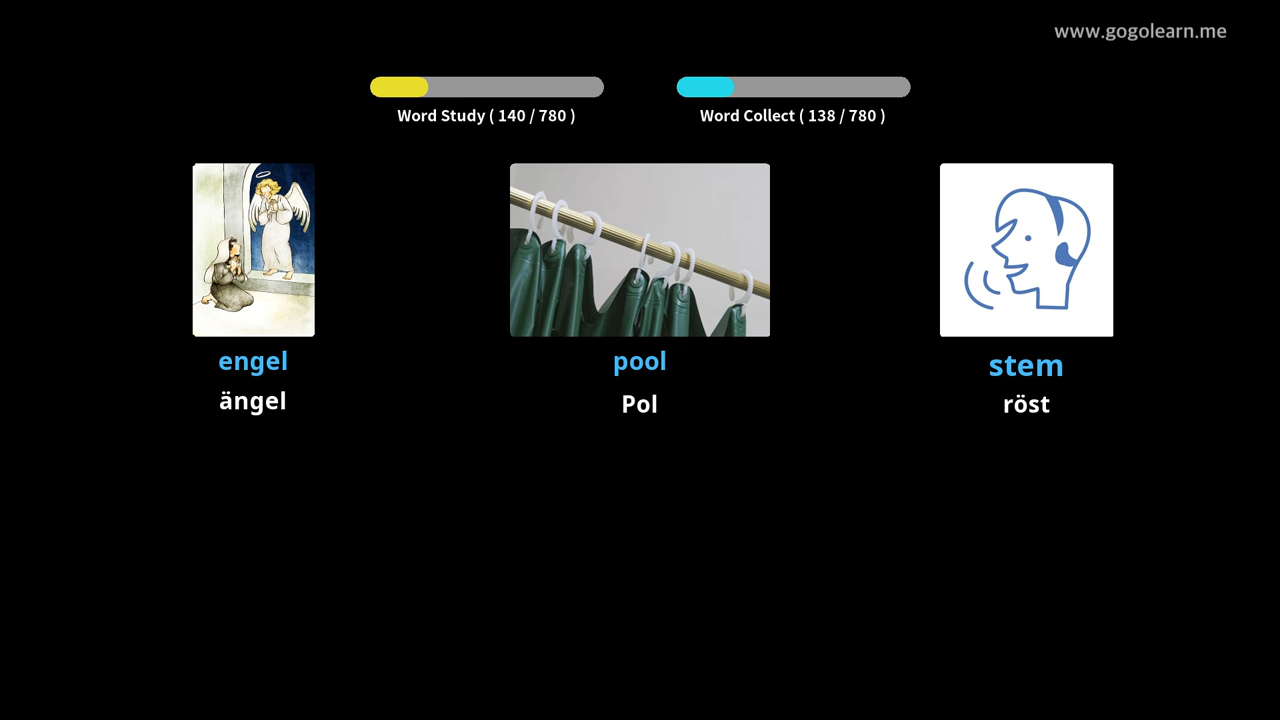 www.gogolearn.me
Word Study ( 140 / 780 )
Word Collect ( 138 / 780 )
engel
pool
stem
ängel
Pol
röst